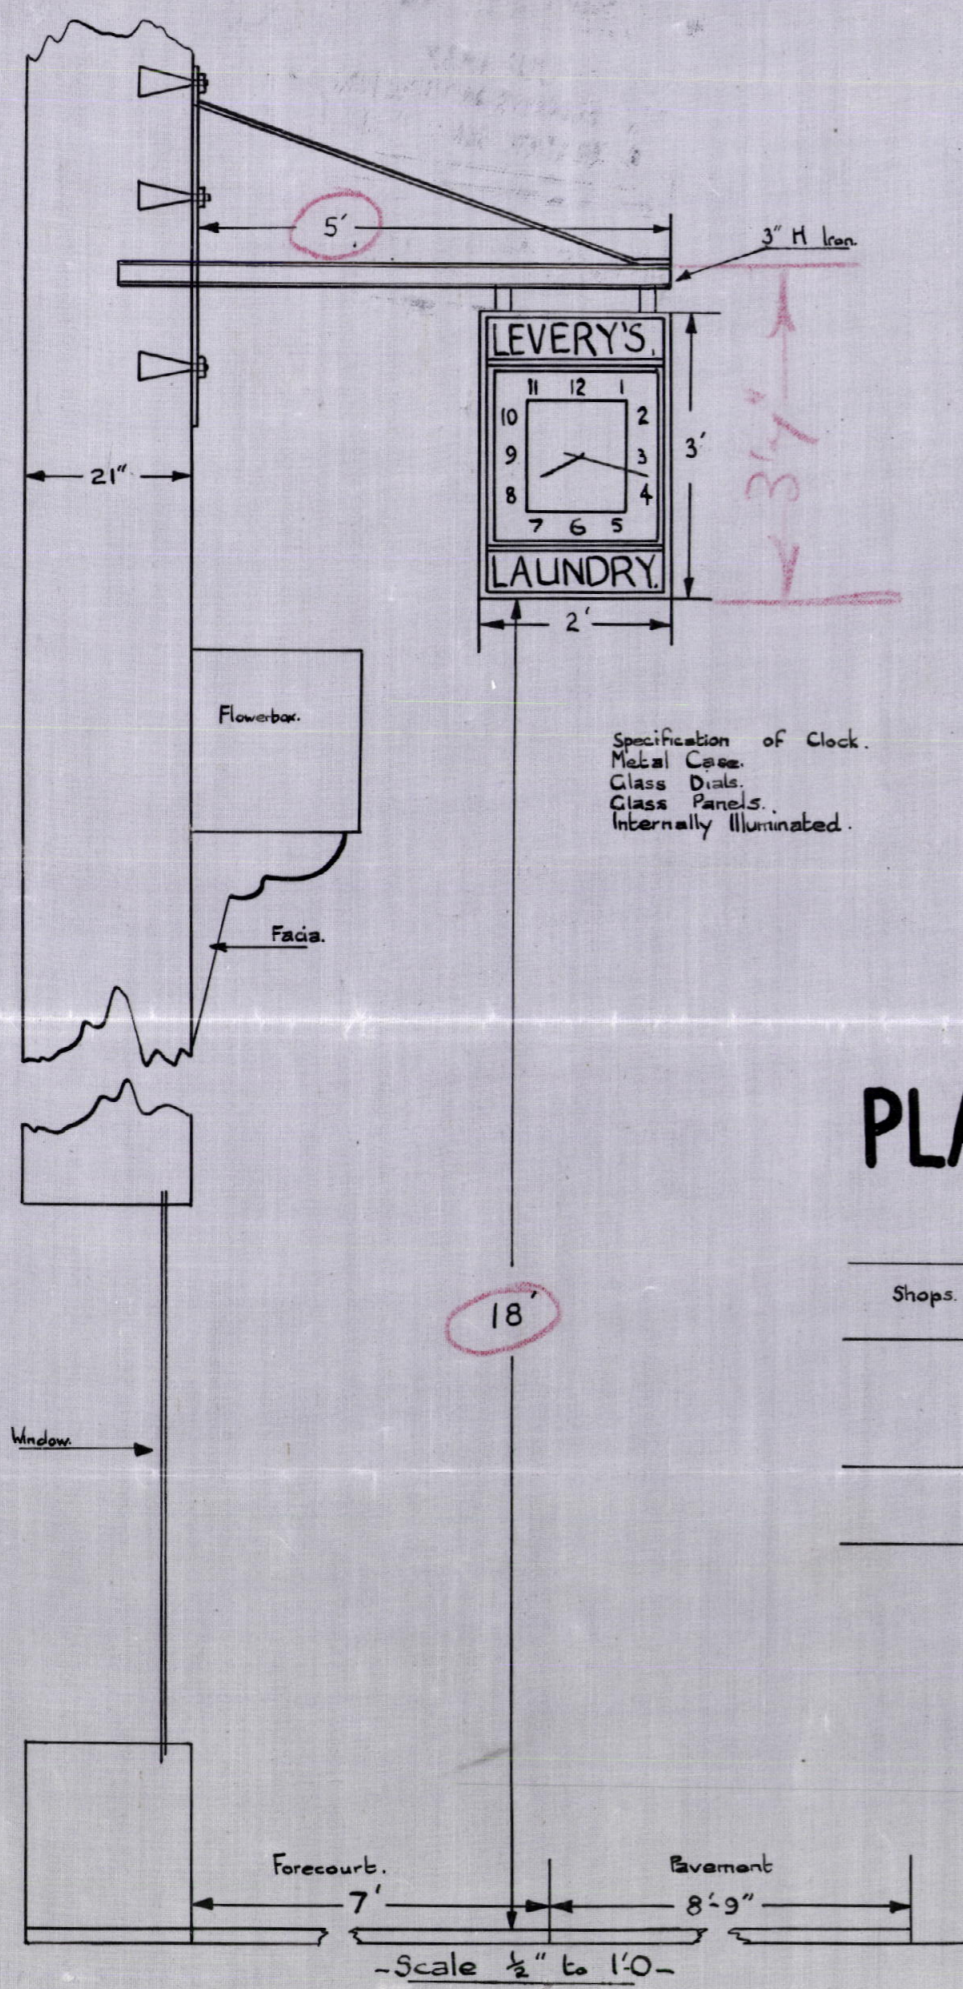 5'
3" H Iron.
LEVERY'S.
11 12 1
10 2
9 3
8 4
7 6 5
LAUNDRY.
3'
21"
2'
Flowerbox.
Specification of Clock.
Metal Case.
Glass Dials.
Glass Panels.
Internally Illuminated.
Facia.
PLA
Shops.
18'
Window.
Forecourt.
Pavement
7'
8'-9"
-Scale ½" to 1'-0-